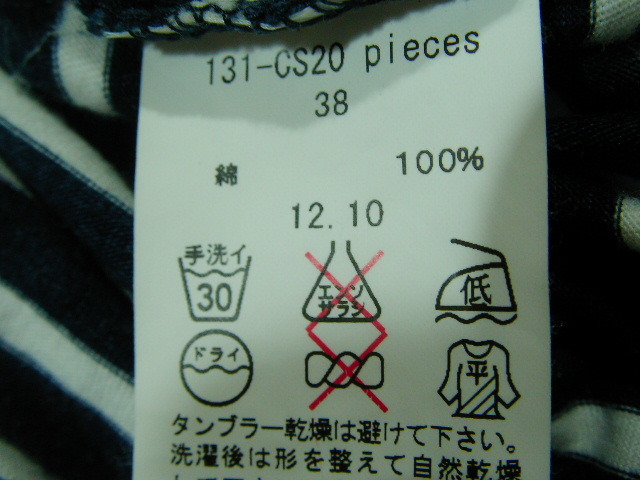 131-CS20 pieces
38
綿 100%
12.10
手洗イ
30
エンソ
サラシ
低
ドライ
平
タンブラー乾燥は避けて下さい。
洗濯後は形を整えて自然乾燥